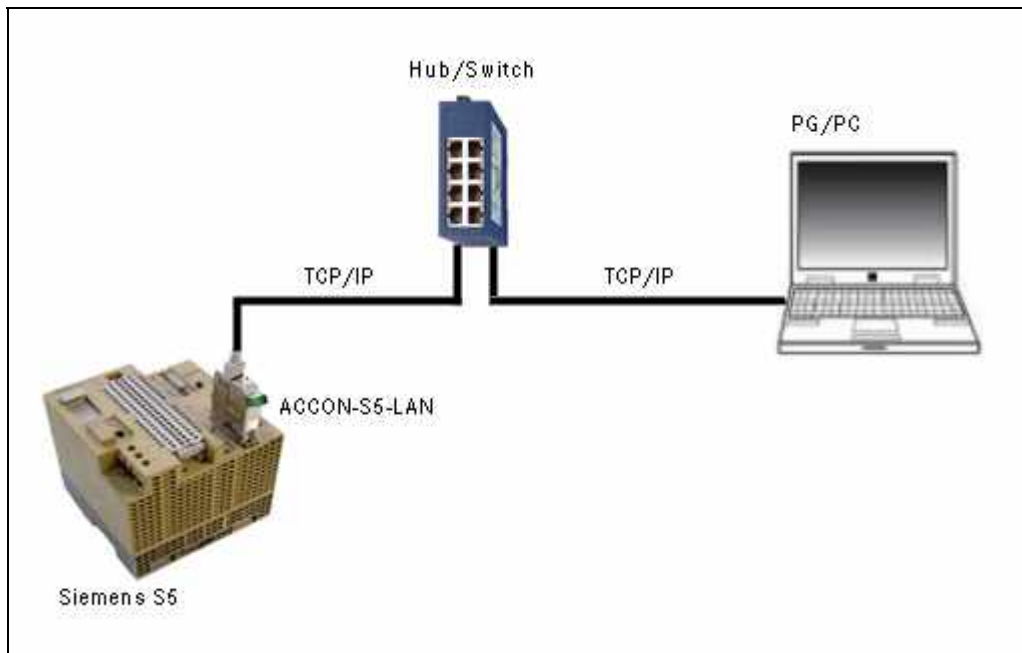 Hub/Switch
PG/PC
TCP/IP
TCP/IP
ACCON-S5-LAN
Siemens S5